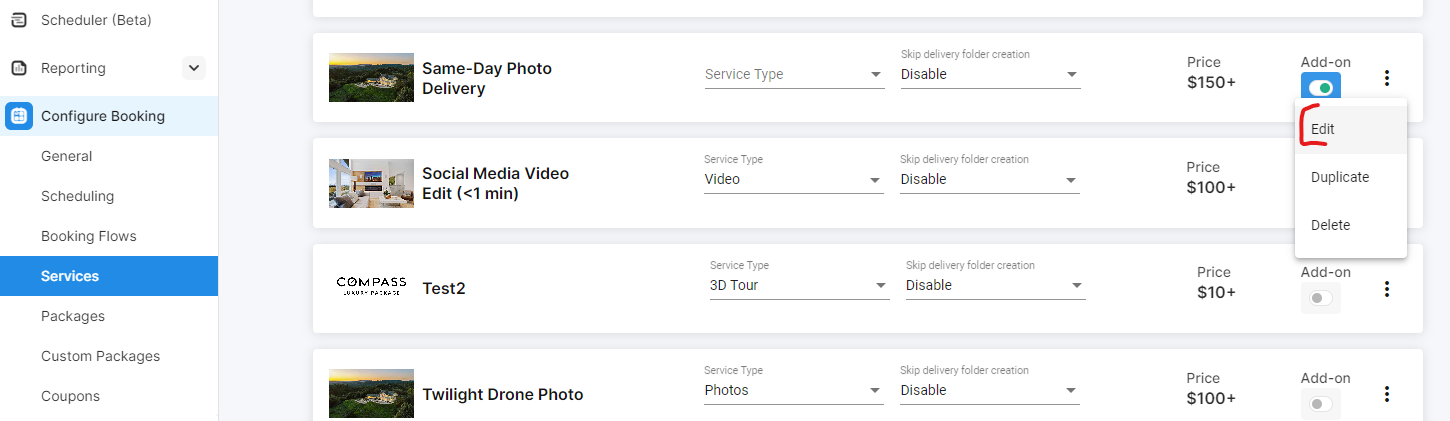 Scheduler (Beta)
Reporting
Configure Booking
General
Scheduling
Booking Flows
Services
Packages
Custom Packages
Coupons
Same-Day Photo
Delivery
Service Type
Skip delivery folder creation
Disable
Price
$150+
Add-on
Edit
Duplicate
Delete
Social Media Video
Edit (<1 min)
Service Type
Video
Skip delivery folder creation
Disable
Price
$100+
COMPASS
LUXURY PACKAGE
Test2
Service Type
3D Tour
Skip delivery folder creation
Disable
Price
$10+
Add-on
Twilight Drone Photo
Service Type
Photos
Skip delivery folder creation
Disable
Price
$100+
Add-on